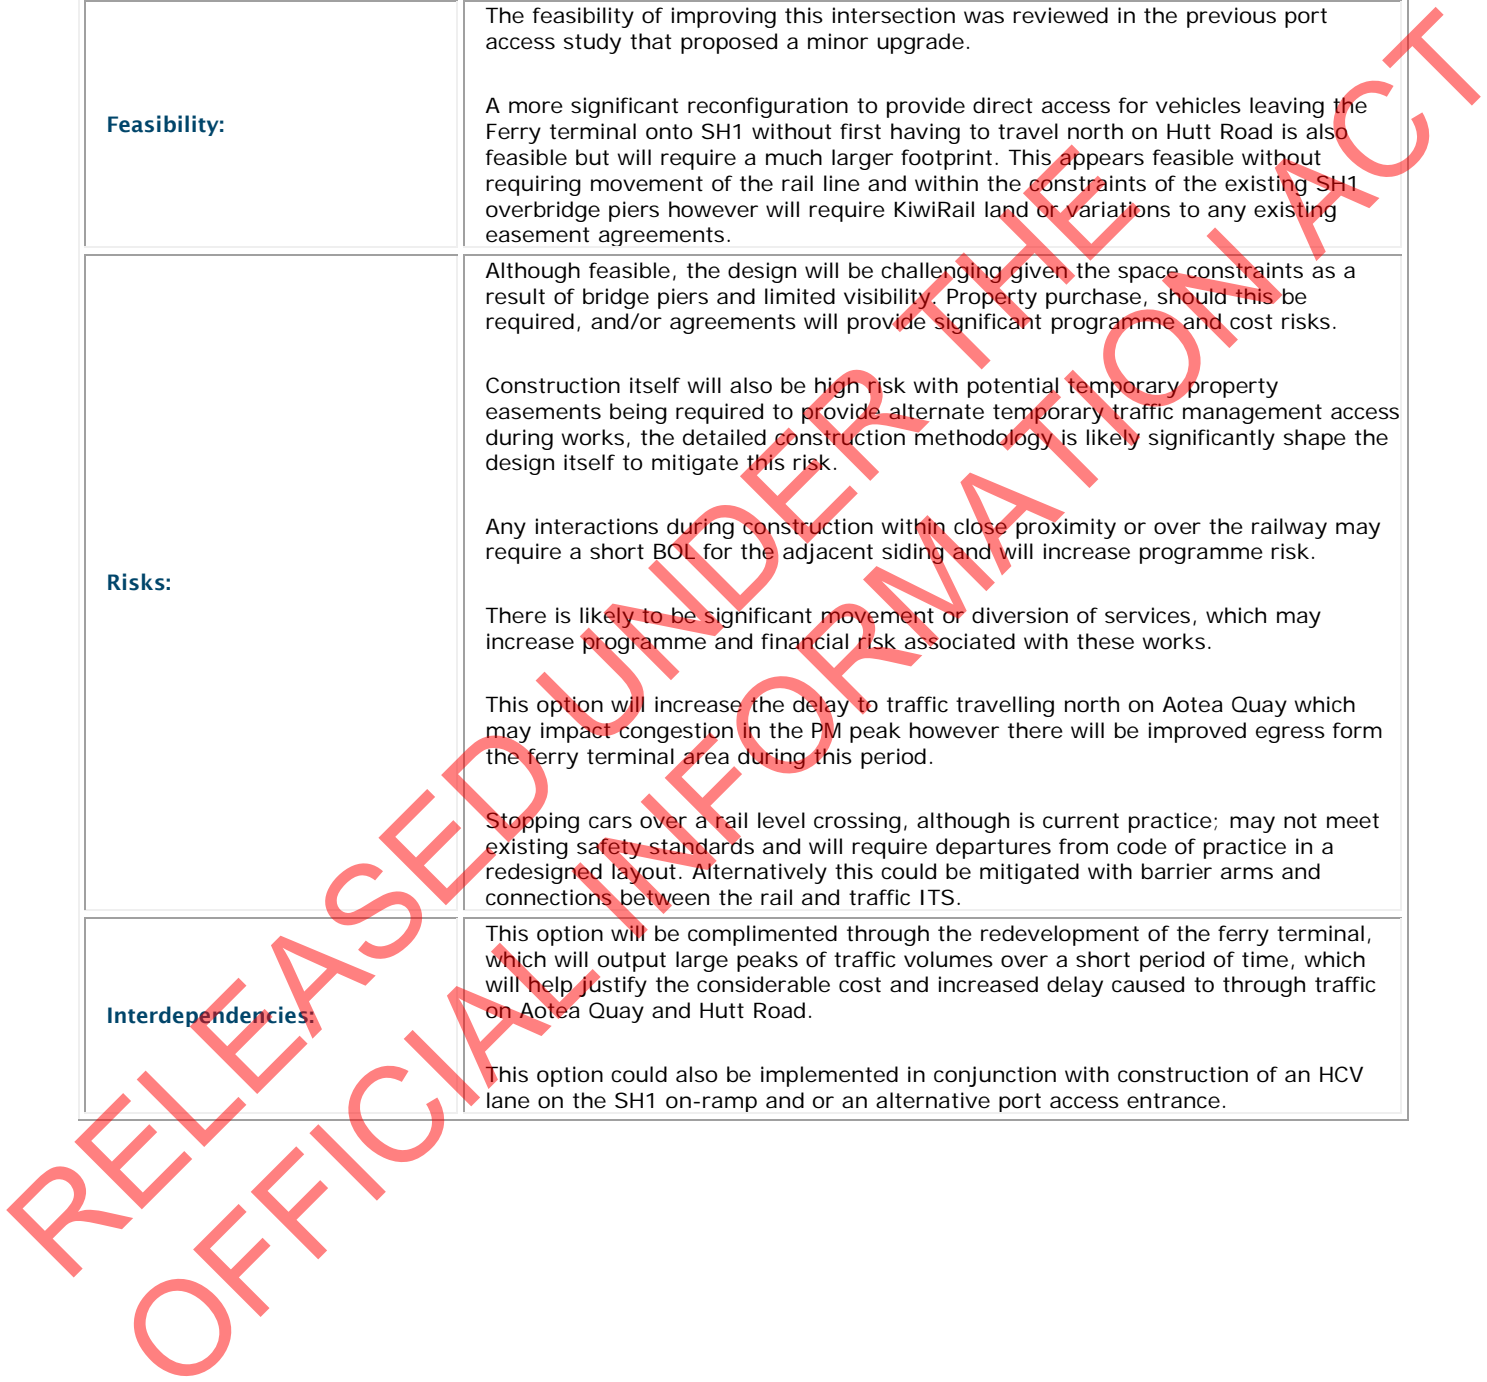 The feasibility of improving this intersection was reviewed in the previous port
access study that proposed a minor upgrade.
Feasibility:
A more significant reconfiguration to provide direct access for vehicles leaving the
Ferry terminal onto SH1 without first having to travel north on Hutt Road is also
feasible but will require a much larger footprint. This appears feasible without
requiring movement of the rail line and within the constraints of the existing SH1
overbridge piers however will require KiwiRail land or variations to any existing
easement agreements.
Although feasible, the design will be challenging given the space constraints as a
result of bridge piers and limited visibility. Property purchase, should this be
required, and/or agreements will provide significant programme and cost risks.
Construction itself will also be high risk with potential temporary property
easements being required to provide alternate temporary traffic management access
during works, the detailed construction methodology is likely significantly shape the
design itself to mitigate this risk.
Any interactions during construction within close proximity or over the railway may
require a short BOL for the adjacent siding and will increase programme risk.
Risks:
There is likely to be significant movement or diversion of services, which may
increase programme and financial risk associated with these works.
This option will increase the delay to traffic travelling north on Aotea Quay which
may impact congestion in the PM peak however there will be improved egress form
the ferry terminal area during this period.
Stopping cars over a rail level crossing, although is current practice; may not meet
existing safety standards and will require departures from code of practice in a
redesigned layout. Alternatively this could be mitigated with barrier arms and
connections between the rail and traffic ITS.
This option will be complimented through the redevelopment of the ferry terminal,
which will output large peaks of traffic volumes over a short period of time, which
will help justify the considerable cost and increased delay caused to through traffic
on Aotea Quay and Hutt Road.
Interdependencies:
This option could also be implemented in conjunction with construction of an HCV
lane on the SH1 on-ramp and or an alternative port access entrance.
RELEASED UNDER THE
OFFICIAL INFORMATION ACT